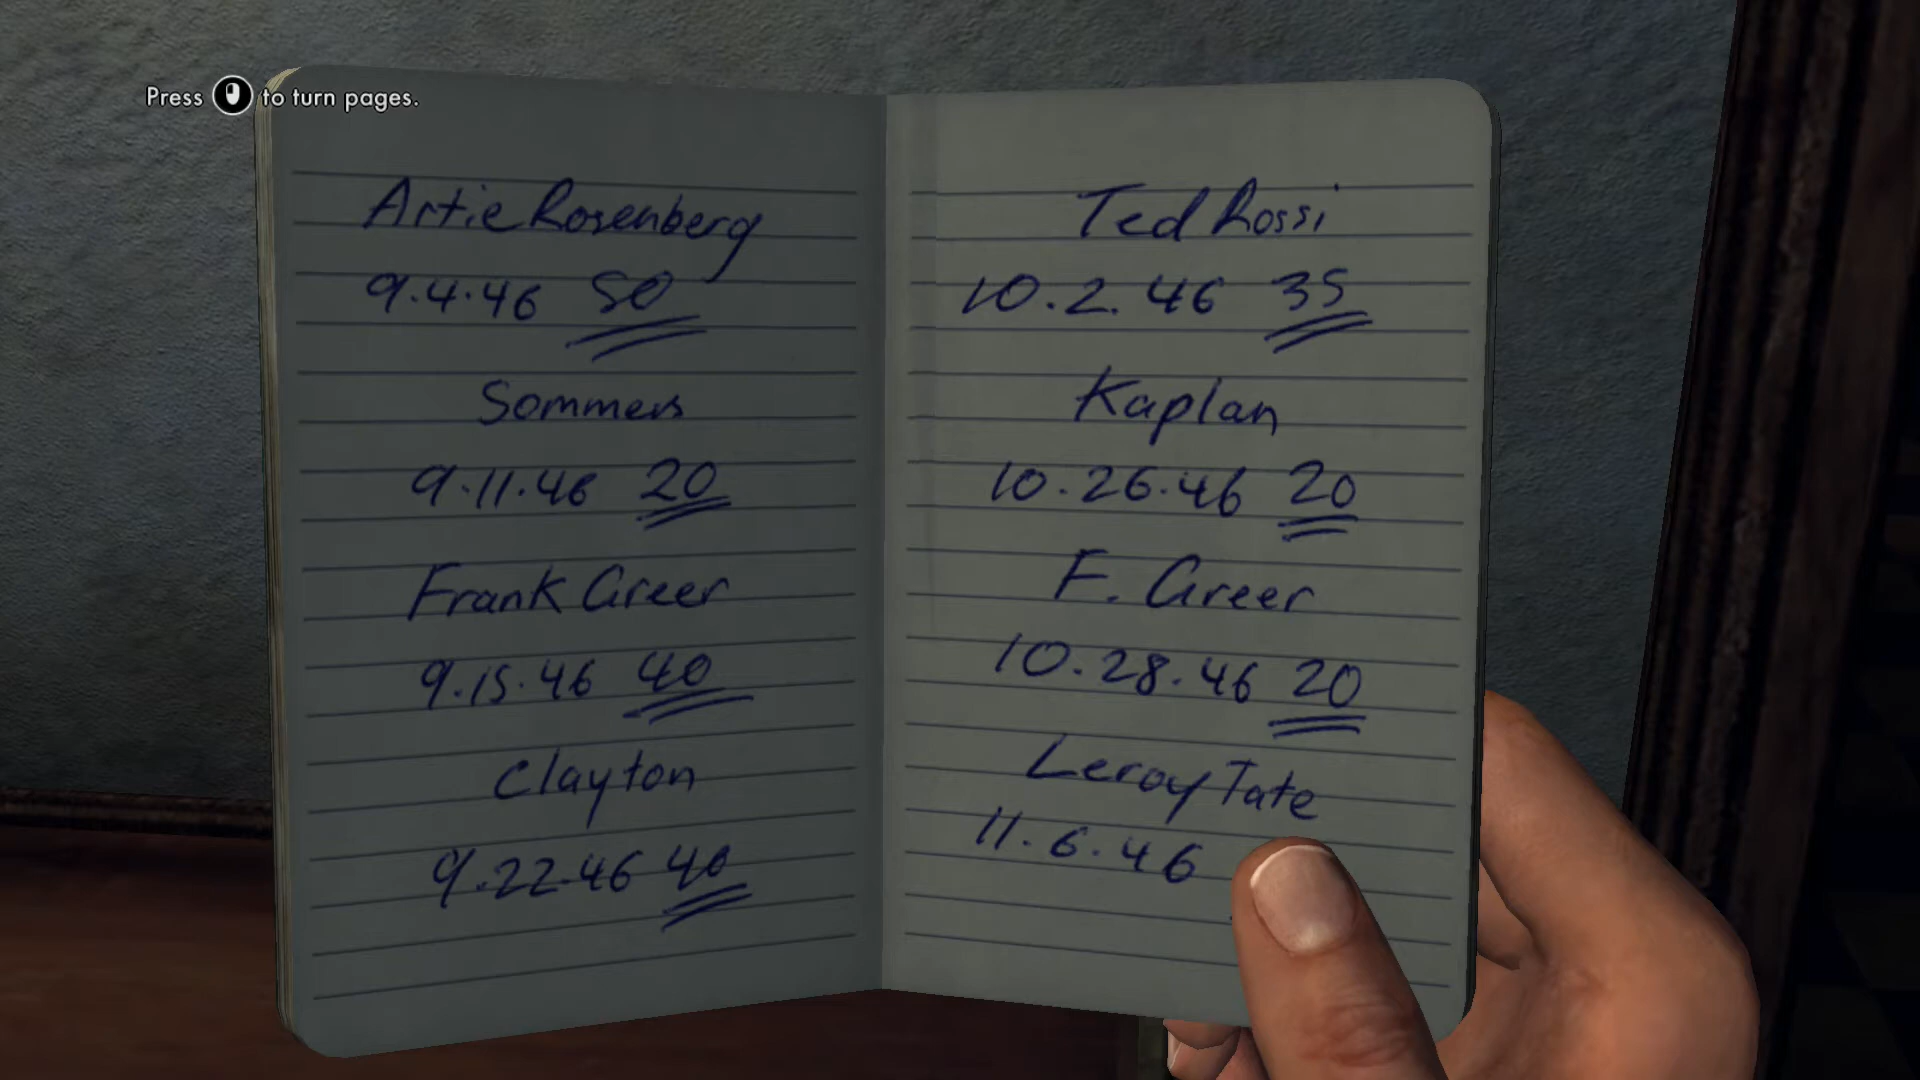 Press to turn pages.
Artie Rosenberg
9.4.46 50
Sommers
9.11.46 20
Frank Greer
9.15.46 40
Clayton
9.22.46 40
Ted Rossi
10.2.46 35
Kaplan
10.26.46 20
F. Greer
10.28.46 20
Leroy Tate
11.6.46